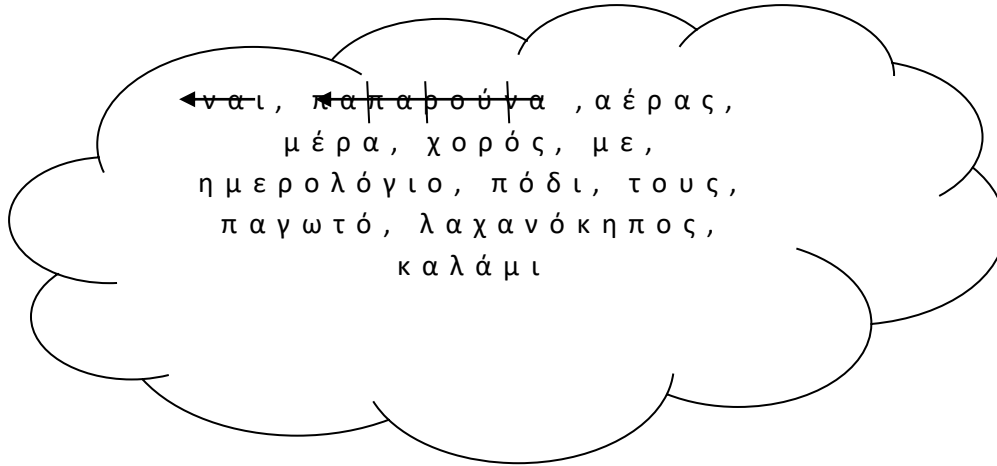 ναι, παπαρούνα ,αέρας,
μέρα, χορός, με,
ημερολόγιο, πόδι, τους,
παγωτό, λαχανόκηπος,
καλάμι